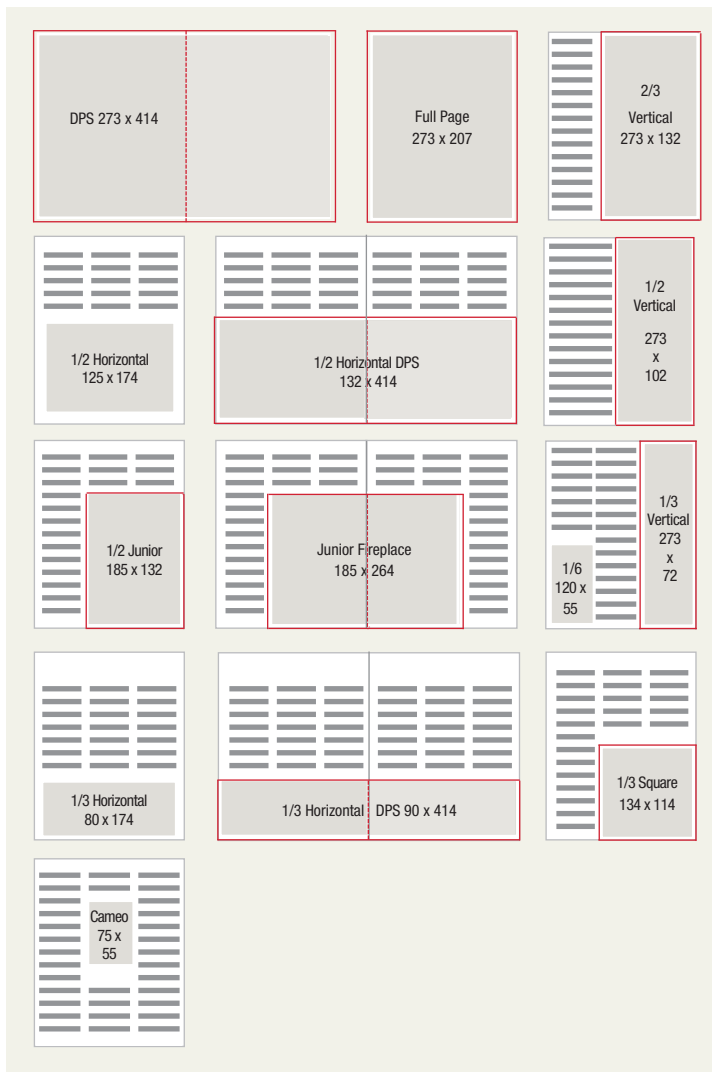 DPS 273 x 414
Full Page
273 x 207
2/3
Vertical
273 x 132
1/2 Horizontal
125 x 174
1/2 Horizontal DPS
132 x 414
1/2
Vertical
273
x
102
1/2 Junior
185 x 132
Junior Fireplace
185 x 264
1/6
120 x
55
1/3
Vertical
273
x
72
1/3 Horizontal
80 x 174
1/3 Horizontal DPS 90 x 414
1/3 Square
134 x 114
Cameo
75 x
55